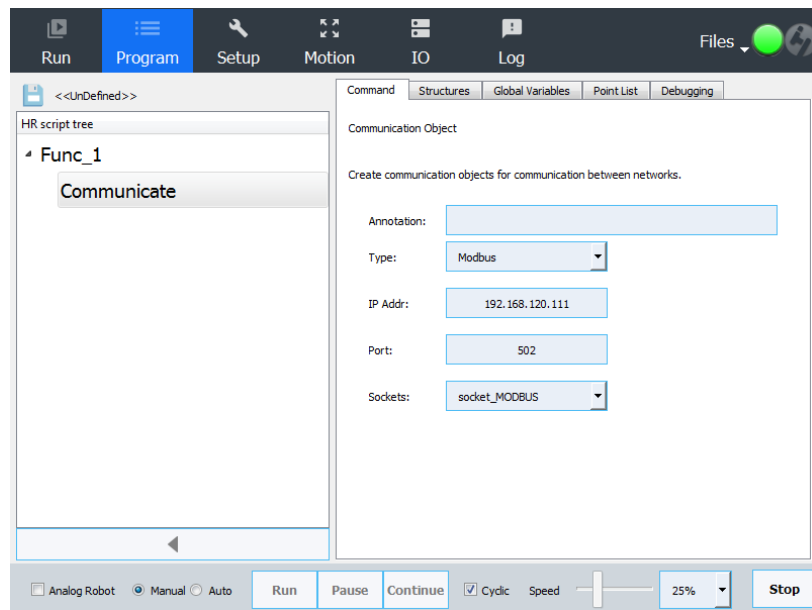 Run Program Setup Motion IO Log Files
<<UnDefined>>
HR script tree
Func_1
Communicate
Command Structures Global Variables Point List Debugging
Communication Object
Create communication objects for communication between networks.
Annotation:
Type: Modbus
IP Addr: 192.168.120.111
Port: 502
Sockets: socket_MODBUS
Analog Robot Manual Auto Run Pause Continue Cyclic Speed 25% Stop